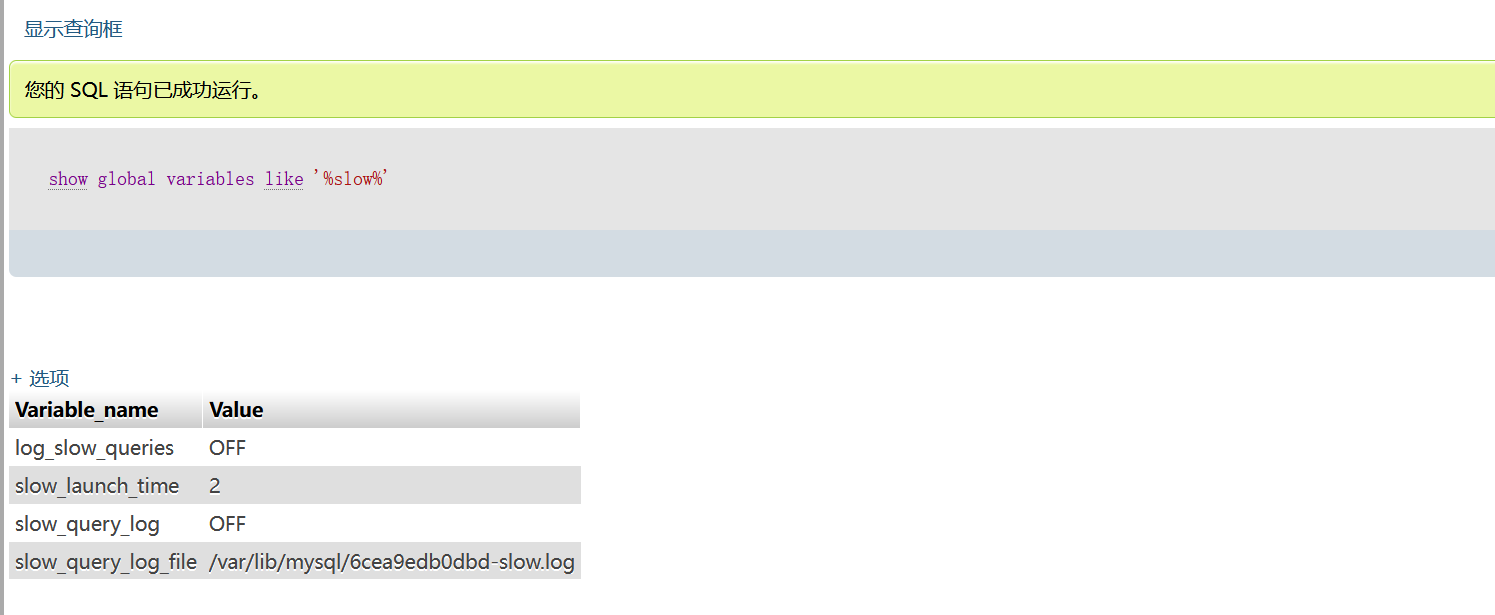 显示查询框
您的 SQL 语句已成功运行。
show global variables like '%slow%'
+ 选项
Variable_name Value
log_slow_queries OFF
slow_launch_time 2
slow_query_log OFF
slow_query_log_file /var/lib/mysql/6cea9edb0dbd-slow.log